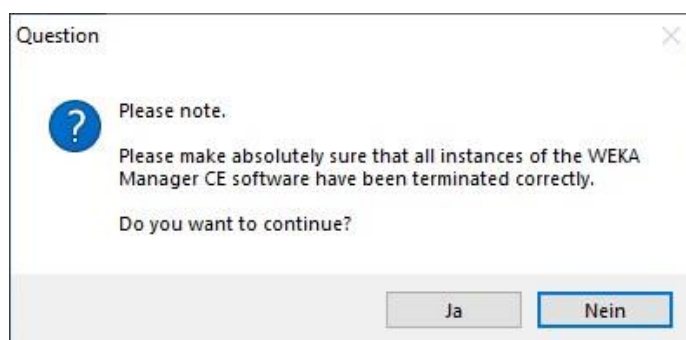 Question
Please note.
Please make absolutely sure that all instances of the WEKA
Manager CE software have been terminated correctly.
Do you want to continue?
Ja
Nein